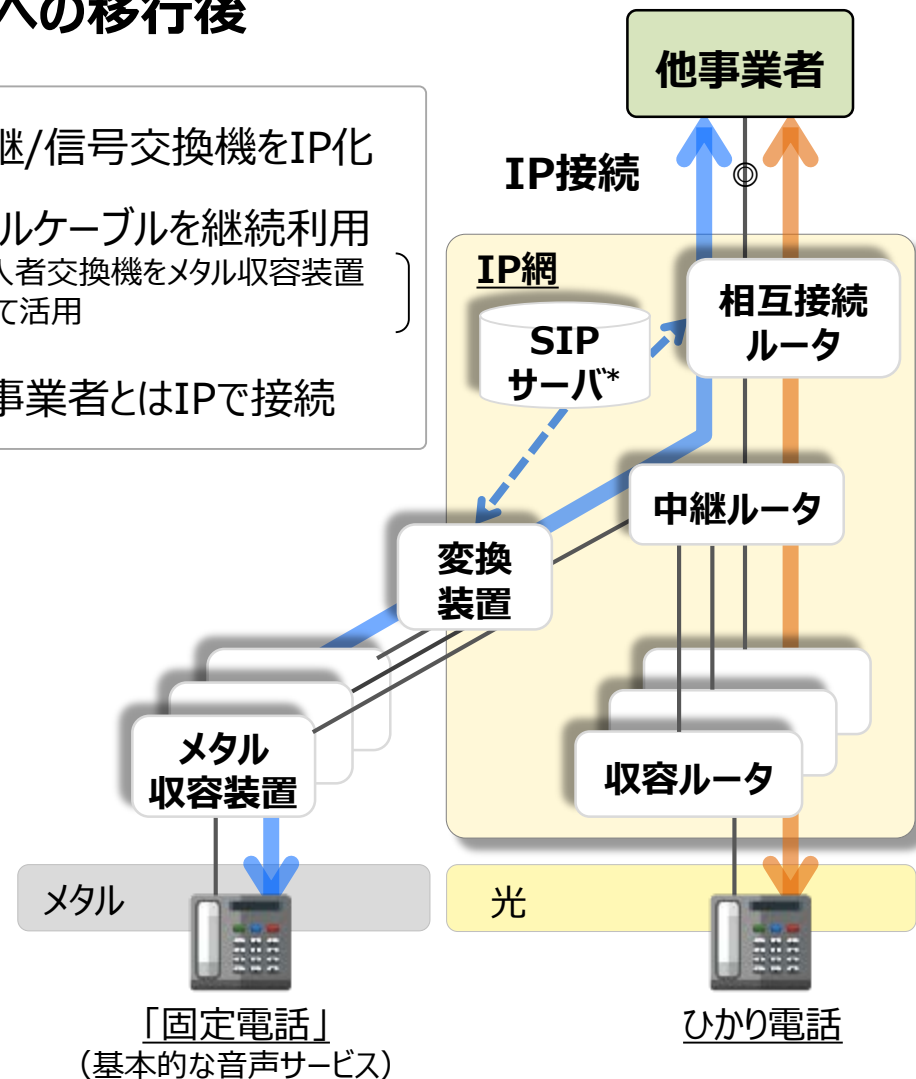 への移行後
他事業者
継/信号交換機をIP化
ルケーブルを継続利用
人者交換機をメタル収容装置
て活用
事業者とはIPで接続
IP接続
IP網
相互接続
ルータ
SIP
サーバ*
中継ルータ
変換
装置
メタル
収容装置
収容ルータ
メタル
光
「固定電話」
（基本的な音声サービス）
ひかり電話